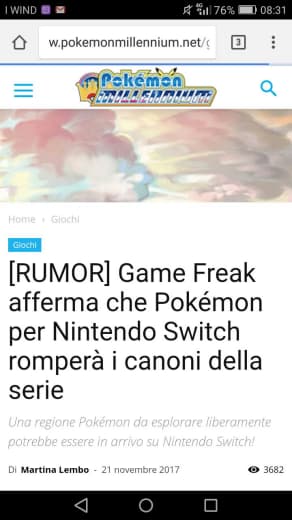 I WIND 4G 76% 08:31
w.pokemonmillennium.net/g 3
Pokémon
MILLENNIUM
Home > Giochi
Giochi
[RUMOR] Game Freak
afferma che Pokémon
per Nintendo Switch
romperà i canoni della
serie
Una regione Pokémon da esplorare liberamente
potrebbe essere in arrivo su Nintendo Switch!
Di Martina Lembo - 21 novembre 2017 3682